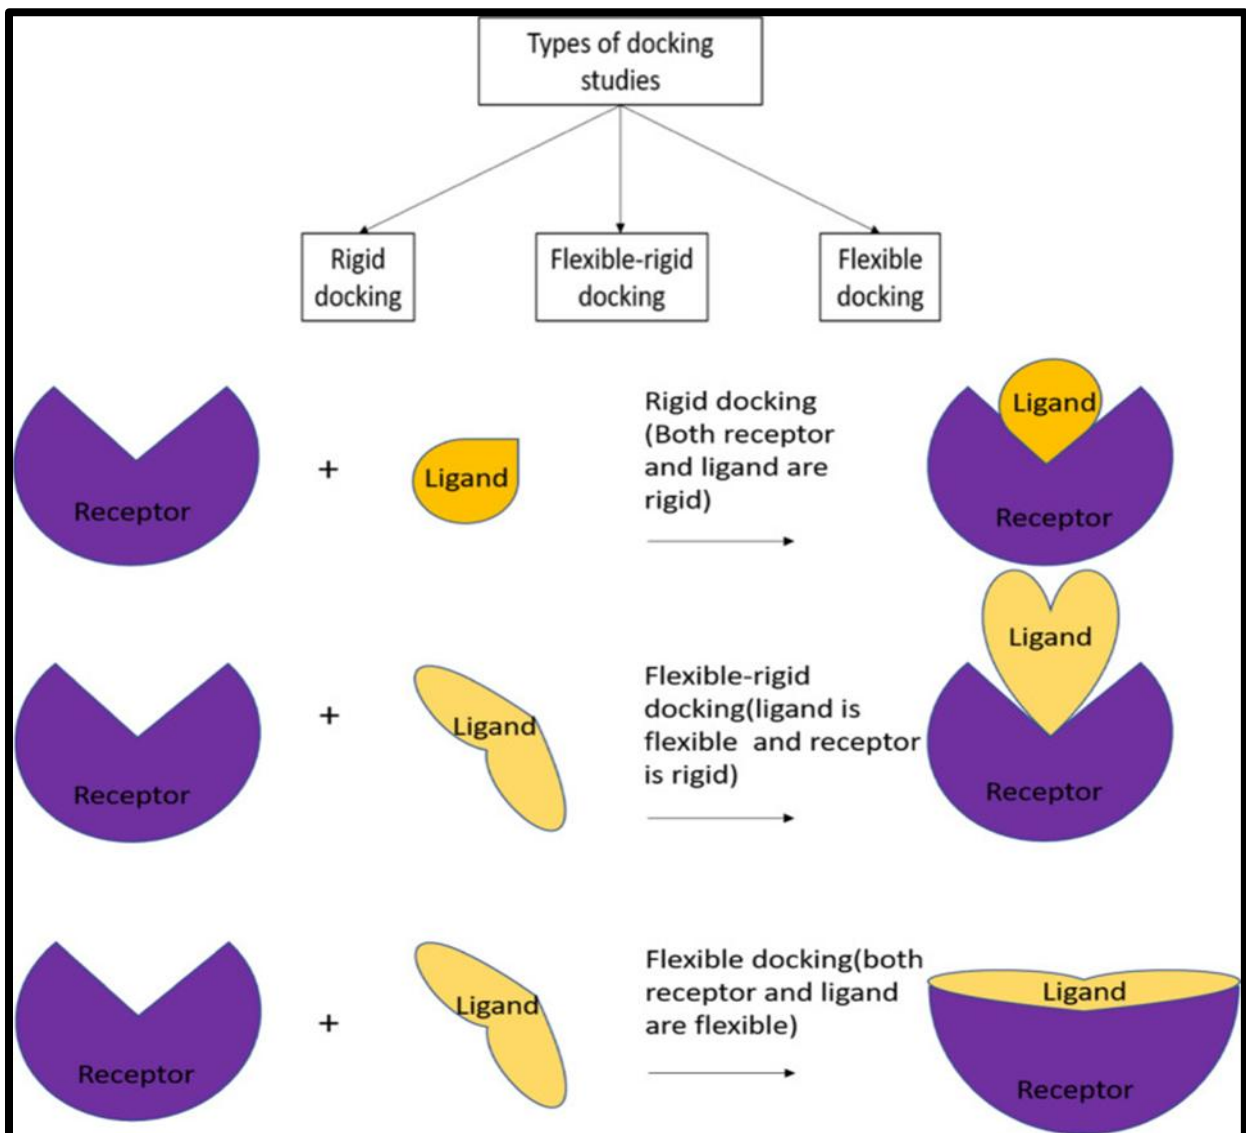 Types of docking
studies
Rigid
docking
Flexible-rigid
docking
Flexible
docking
Receptor
+
Ligand
Rigid docking
(Both receptor
and ligand are
rigid)
Ligand
Receptor
Receptor
+
Ligand
Flexible-rigid
docking(ligand is
flexible and receptor
is rigid)
Ligand
Receptor
Receptor
+
Ligand
Flexible docking(both
receptor and ligand
are flexible)
Ligand
Receptor